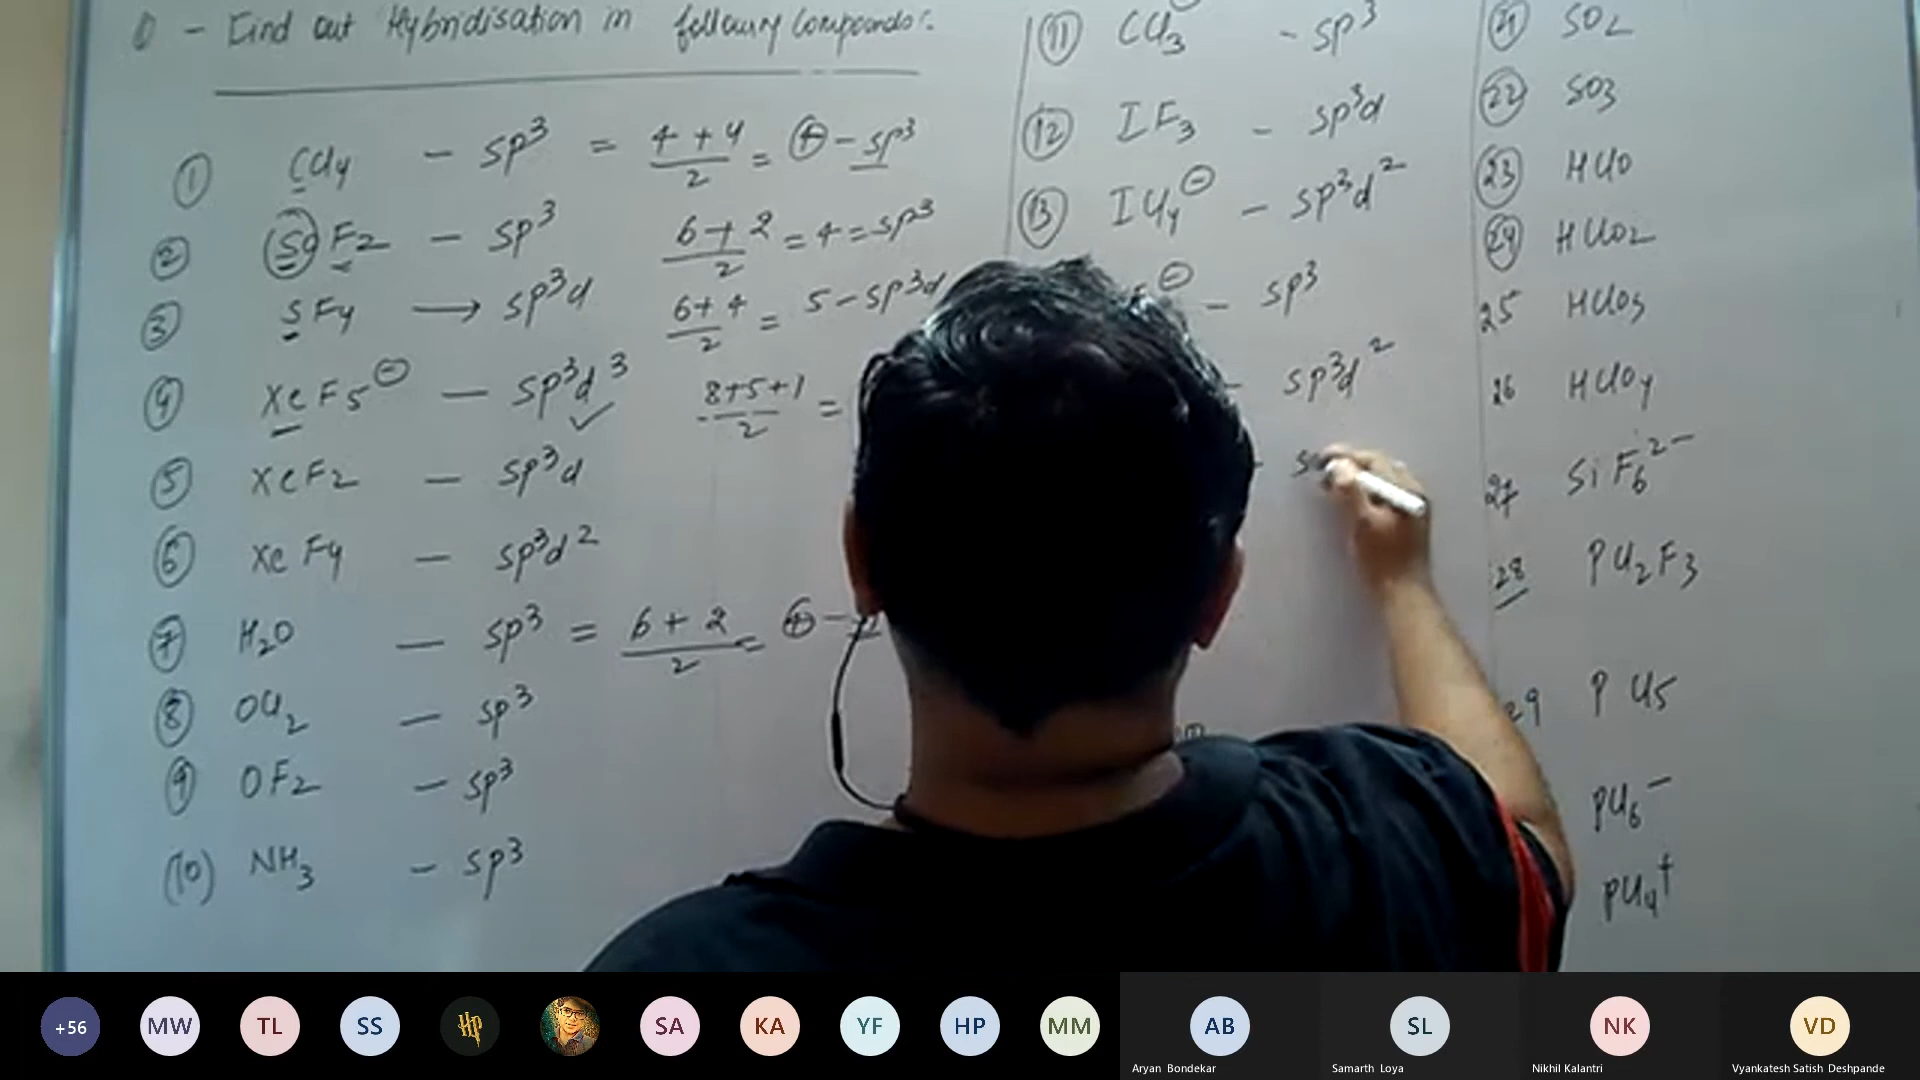 Q - Find out Hybridisation in following Compounds:
① CCl4 - sp³ = 4+4/2 = ④ - sp³
② SOF2 - sp³ 6+2/2 = 4 = sp³
③ SF4 → sp³d 6+4/2 = 5 - sp³d
④ XeF5⊖ - sp³d³ ✓ 8+5+1/2 =
⑤ XeF2 - sp³d
⑥ XeF4 - sp³d²
⑦ H2O - sp³ = 6+2/2 = ④ -
⑧ OCl2 - sp³
⑨ OF2 - sp³
(10) NH3 - sp³
⑪ CCl3⊖ - sp³
⑫ IF3 - sp³d
⑬ ICl4⊖ - sp³d²
⊖ - sp³
- sp³d²
- sp
㉑ SO2
㉒ SO3
㉓ HClO
㉔ HClO2
25 HClO3
26 HClO4
27 SiF6²⁻
28 PCl2F3
29 PCl5
PCl6⁻
PCl4⁺
+56 MW TL SS HP SA KA YF HP MM AB SL NK VD
Aryan Bondekar Samarth Loya Nikhil Kalantri Vyankatesh Satish Deshpande